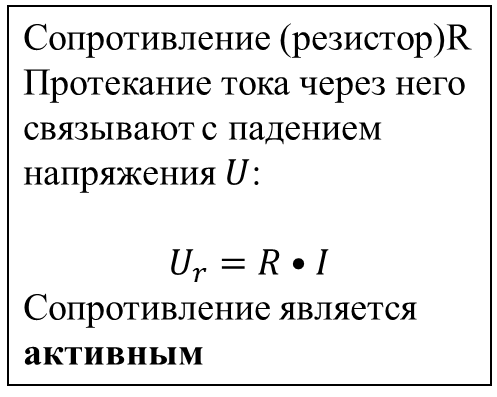 Сопротивление (резистор)R
Протекание тока через него
связывают с падением
напряжения U:
U_r = R • I
Сопротивление является
активным